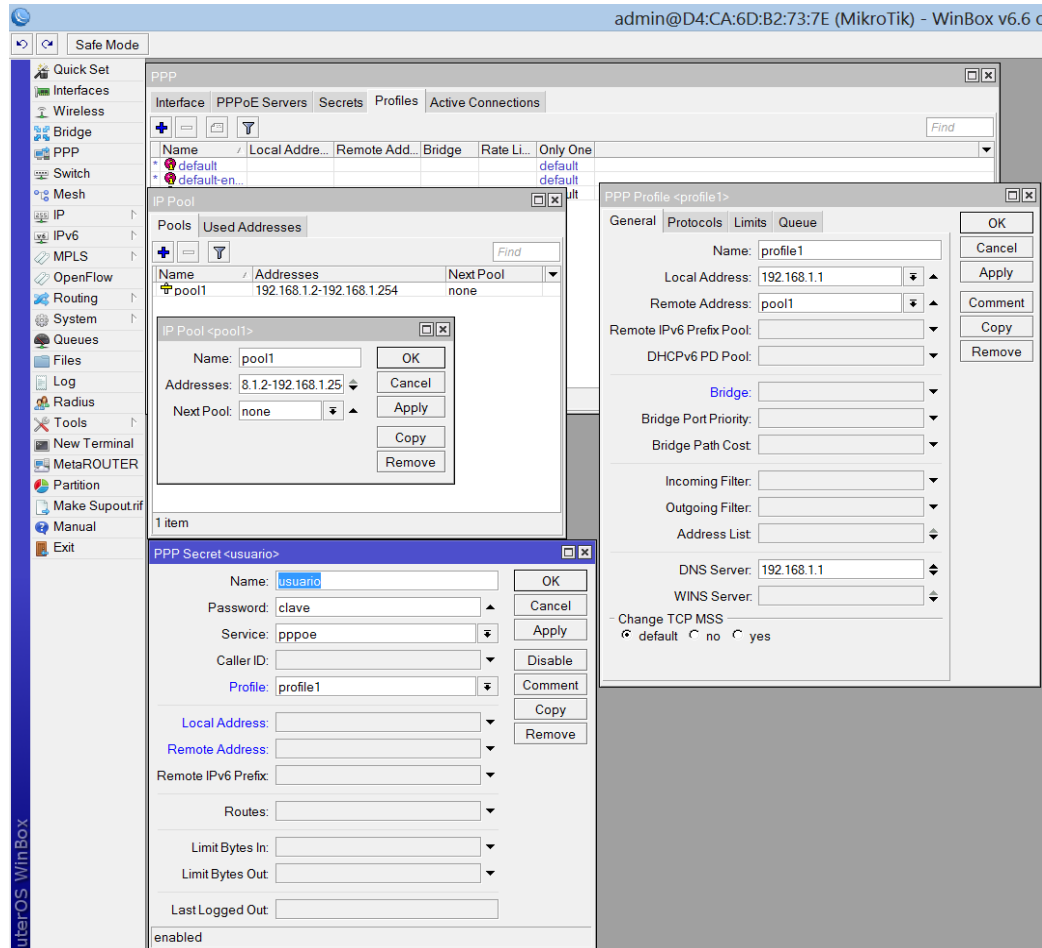 admin@D4:CA:6D:B2:73:7E (MikroTik) - WinBox v6.6
Safe Mode
Quick Set
Interfaces
Wireless
Bridge
PPP
Switch
Mesh
IP
IPv6
MPLS
OpenFlow
Routing
System
Queues
Files
Log
Radius
Tools
New Terminal
MetaROUTER
Partition
Make Supout.rif
Manual
Exit
uterOS WinBox
PPP
Interface PPPoE Servers Secrets Profiles Active Connections
Find
Name Local Addre... Remote Add... Bridge Rate Li... Only One
* default default
* default-en... default
IP Pool
Pools Used Addresses
Find
Name Addresses Next Pool
pool1 192.168.1.2-192.168.1.254 none
IP Pool <pool1>
Name: pool1 OK
Addresses: 8.1.2-192.168.1.25 Cancel
Next Pool: none Apply
Copy
Remove
1 item
PPP Secret <usuario>
Name: usuario OK
Password: clave Cancel
Service: pppoe Apply
Caller ID: Disable
Profile: profile1 Comment
Copy
Local Address: Remove
Remote Address:
Remote IPv6 Prefix:
Routes:
Limit Bytes In:
Limit Bytes Out:
Last Logged Out:
enabled
PPP Profile <profile1>
General Protocols Limits Queue OK
Name: profile1 Cancel
Local Address: 192.168.1.1 Apply
Remote Address: pool1 Comment
Remote IPv6 Prefix Pool: Copy
DHCPv6 PD Pool: Remove
Bridge:
Bridge Port Priority:
Bridge Path Cost:
Incoming Filter:
Outgoing Filter:
Address List:
DNS Server: 192.168.1.1
WINS Server:
Change TCP MSS
default no yes